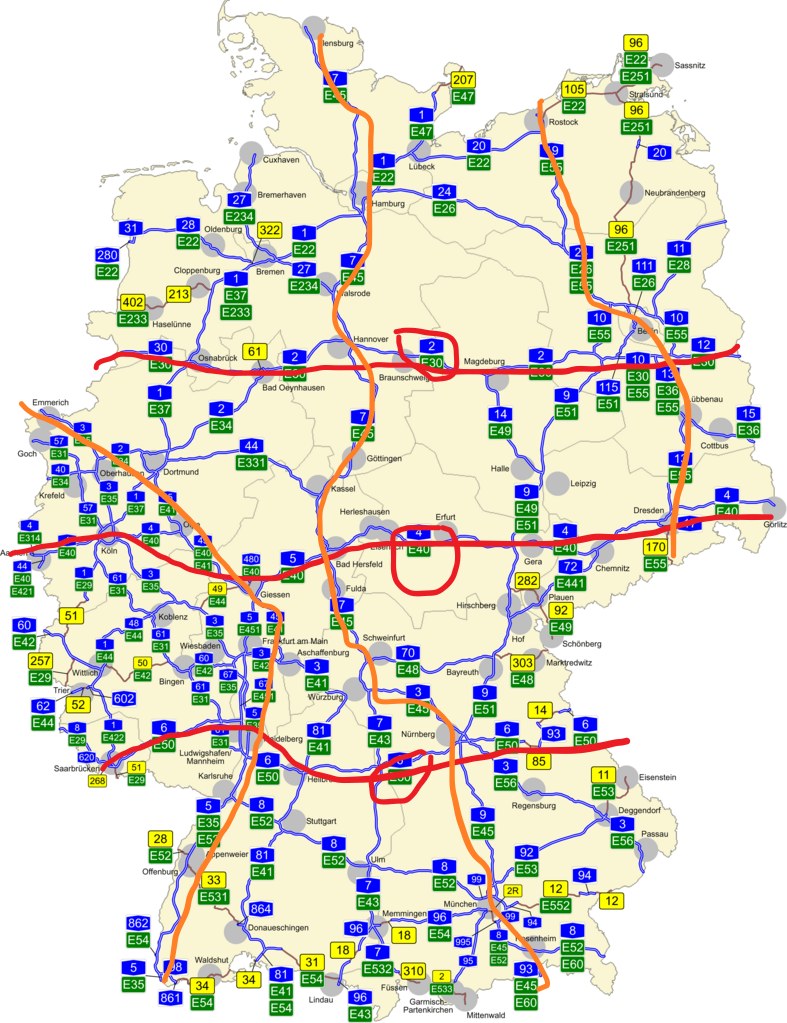 96
E22
E251
Sassnitz
lensburg
7
E45
207
E47
105
E22
Stralsund
96
E251
1
E47
Rostock
20
E22
19
E55
20
1
E22
Lübeck
Cuxhaven
Neubrandenberg
Bremerhaven
27
E234
24
E26
Hamburg
31
28
E22
Oldenburg
322
1
E22
96
E251
11
E28
280
E22
Bremen
7
E45
E26
E55
111
E26
Cloppenburg
27
E234
Walsrode
1
E37
E233
213
402
E233
Haselünne
10
E55
10
E55
Berlin
Hannover
30
E30
Osnabrück
61
2
E30
2
E30
Magdeburg
2
E30
12
E30
Braunschweig
10
E30
E55
13
E36
E55
Bad Oeynhausen
115
E51
9
E51
1
E37
Emmerich
2
E34
7
E45
14
E49
Lübbenau
15
E36
3
E35
57
E31
Goch
2
E34
44
E331
Göttingen
Cottbus
Dortmund
Oberhausen
40
E34
Krefeld
Halle
Leipzig
13
E55
3
E35
1
E37
E41
Kassel
9
E49
E51
57
E31
Herleshausen
Erfurt
Dresden
4
E40
Görlitz
4
E314
4
E40
Olpe
E40
Köln
4
E40
E41
4
E40
Eisenach
4
E40
Aachen
Gera
Chemnitz
170
E55
44
E40
E421
480
E40
5
E40
Bad Hersfeld
72
E441
1
E29
61
E31
3
E35
49
E44
Giessen
Fulda
282
Plauen
Hirschberg
51
Koblenz
7
E45
92
E49
60
E42
48
E44
61
E31
3
E35
5
E451
E41
Schweinfurt
Hof
Schönberg
Frankfurt am Main
1
E44
50
E42
Wiesbaden
60
E42
3
E42
Aschaffenburg
70
E48
303
E48
Marktredwitz
257
E29
Wittlich
Bingen
3
E41
Bayreuth
Trier
67
E35
67
E451
Würzburg
3
E45
9
E51
52
602
61
E31
14
62
E44
8
E29
1
E422
6
E50
E31
5
E35
81
E41
7
E43
Nürnberg
6
E50
93
6
E50
Heidelberg
Ludwigshafen/
Mannheim
620
Saarbrücken
268
51
E29
6
E50
Heilbronn
6
E50
85
3
E56
11
E53
Eisenstein
Karlsruhe
Regensburg
Deggendorf
5
E35
E52
8
E52
Stuttgart
9
E45
3
E56
Passau
28
E52
Appenweier
Offenburg
81
E41
8
E52
Ulm
8
E52
92
E53
33
E531
99
2R
94
7
E43
12
E552
12
München
864
Memmingen
96
E54
99
94
862
E54
Donaueschingen
96
18
18
995
8
E45
E52
Rosenheim
8
E52
E60
5
E35
98
Waldshut
31
E54
7
E532
310
2
E533
95
93
E45
E60
861
34
E54
34
81
E41
E54
Lindau
96
E43
Füssen
Garmisch-
Partenkirchen
Mittenwald